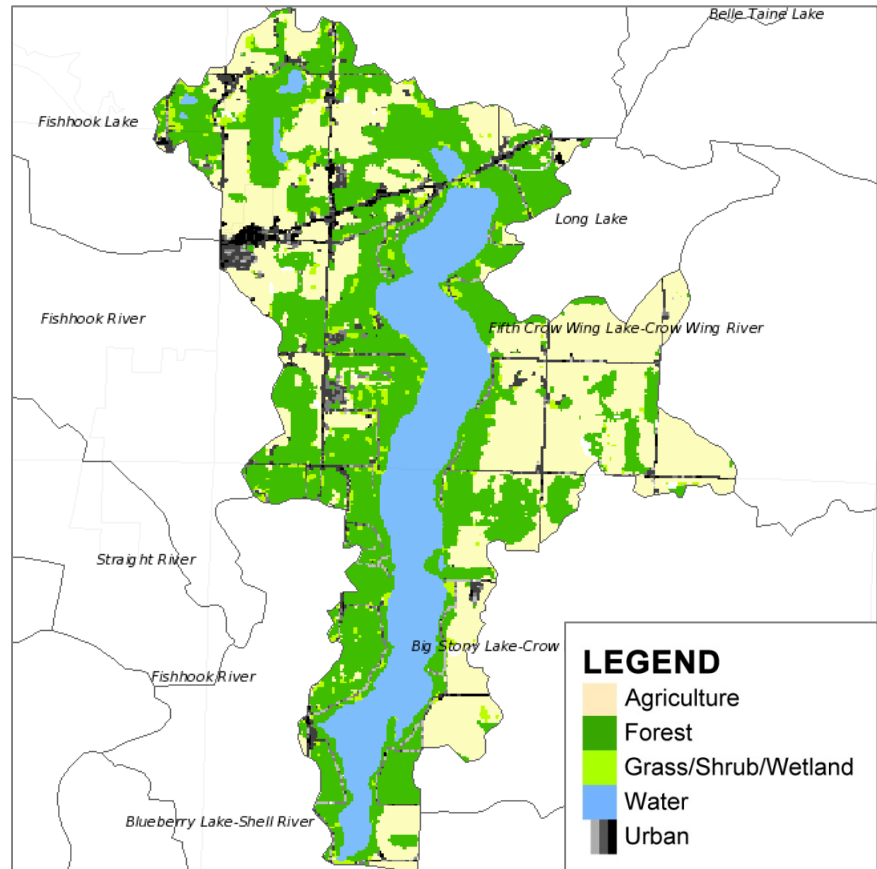 Belle Taine Lake
Fishhook Lake
Long Lake
Fishhook River
Fifth Crow Wing Lake-Crow Wing River
Straight River
Big Stony Lake-Crow
Fishhook River
Blueberry Lake-Shell River
LEGEND
Agriculture
Forest
Grass/Shrub/Wetland
Water
Urban